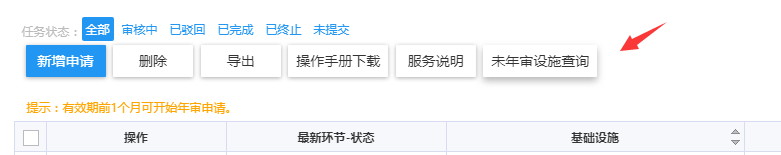 任务状态： 全部 审核中 已驳回 已完成 已终止 未提交
新增申请 删除 导出 操作手册下载 服务说明 未年审设施查询
提示：有效期前1个月可开始年审申请。
操作 最新环节-状态 基础设施